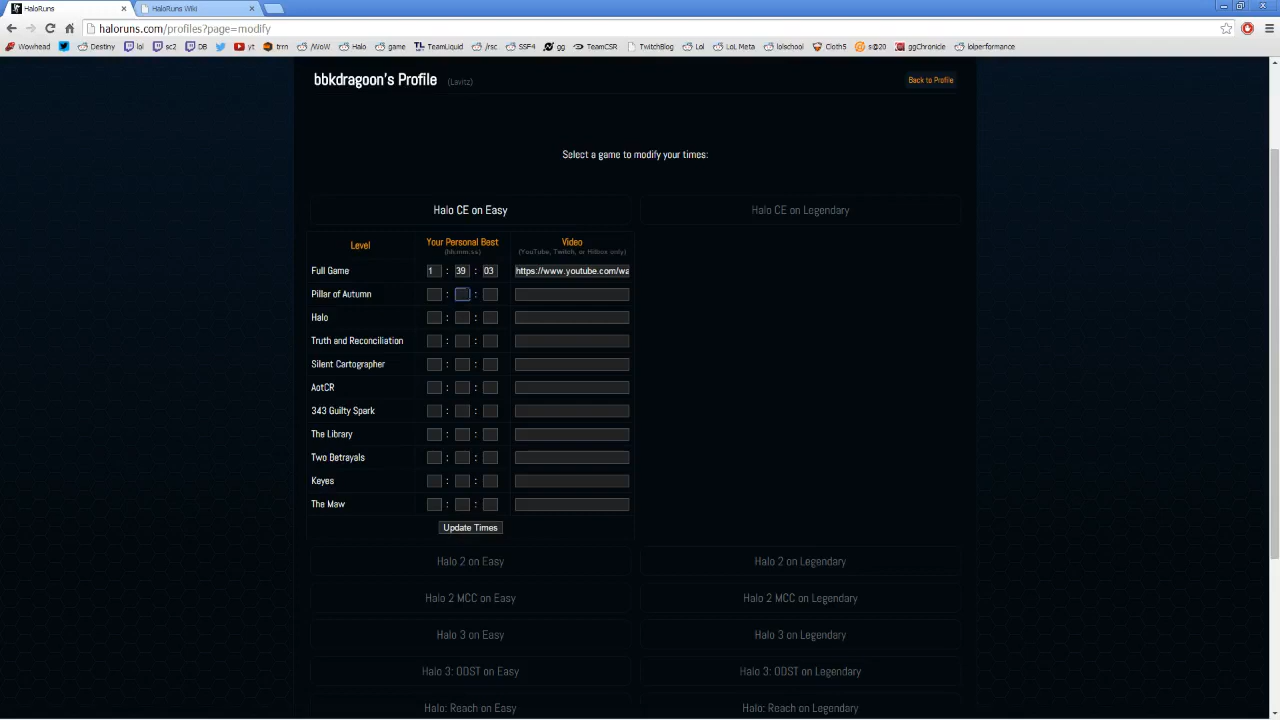 HaloRuns
HaloRuns Wiki
haloruns.com/profiles?page=modify
Wowhead
Destiny
lol
sc2
DB
yt
trrn
/WoW
Halo
game
TeamLiquid
/rss
SSF4
gg
TeamCSR
TwitchBlog
Lol
LoL Meta
lolschool
Cloth5
s@20
ggChronicle
lolperformance
bbkdragoon's Profile (Lavitz)
Back to Profile
Select a game to modify your times:
Halo CE on Easy
Halo CE on Legendary
Level
Your Personal Best
(hh:mm:ss)
Video
(YouTube, Twitch, or Hitbox only)
Full Game 1 : 39 : 03 https://www.youtube.com/wa
Pillar of Autumn : :
Halo : :
Truth and Reconciliation : :
Silent Cartographer : :
AotCR : :
343 Guilty Spark : :
The Library : :
Two Betrayals : :
Keyes : :
The Maw : :
Update Times
Halo 2 on Easy
Halo 2 on Legendary
Halo 2 MCC on Easy
Halo 2 MCC on Legendary
Halo 3 on Easy
Halo 3 on Legendary
Halo 3: ODST on Easy
Halo 3: ODST on Legendary
Halo: Reach on Easy
Halo: Reach on Legendary